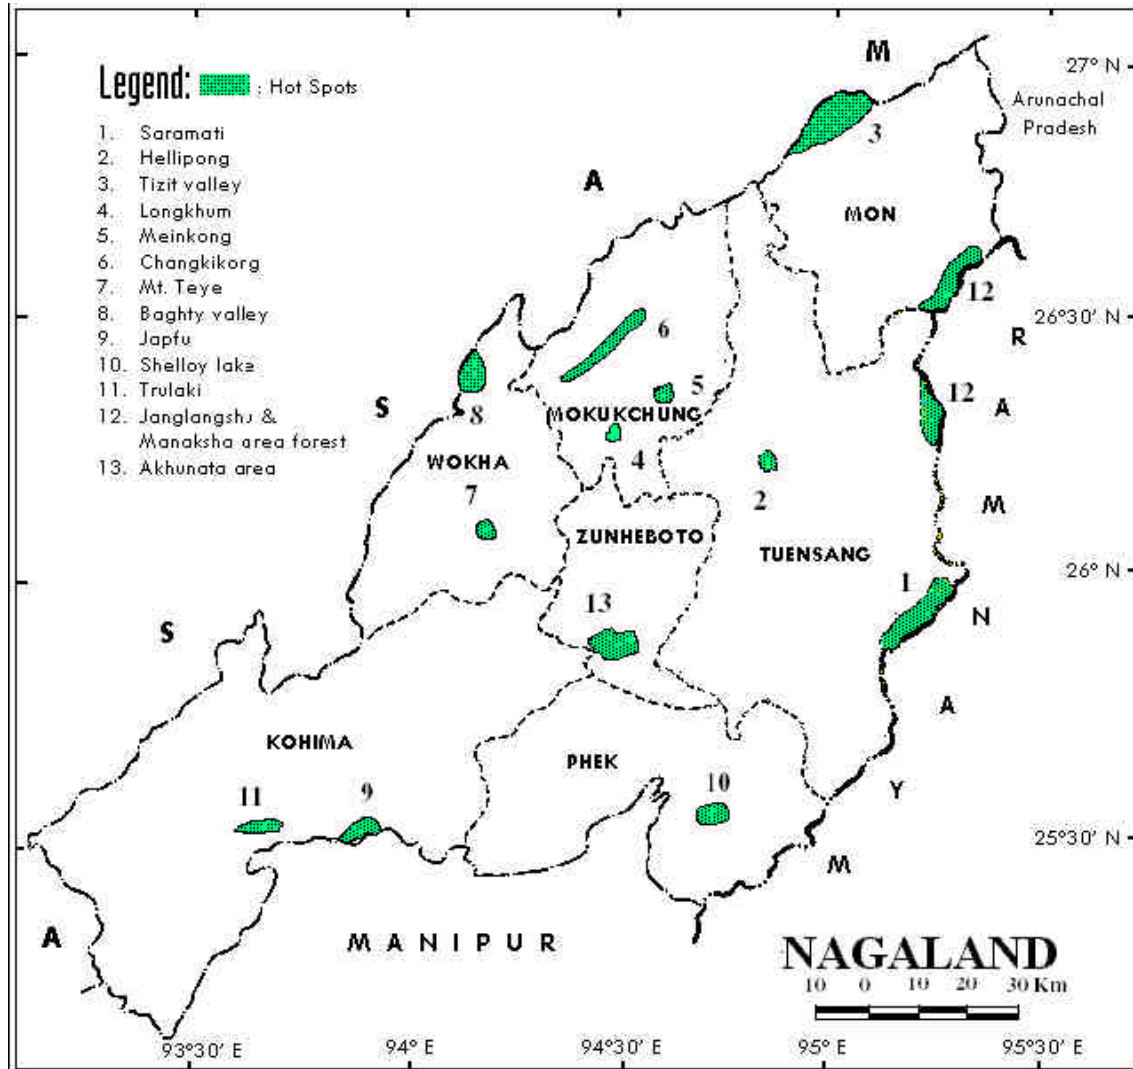 Legend: : Hot Spots
1. Saramati
2. Hellipong
3. Tizit valley
4. Longkhum
5. Meinkong
6. Changkikorg
7. Mt. Teye
8. Baghty valley
9. Japfu
10. Shelloy lake
11. Trulaki
12. Janglangshu &
Manaksha area forest
13. Akhunata area
M
27° N
Arunachal
Pradesh
3
A
MON
12
26°30' N
6
R
5
12
S
MOKUKCHUNG
A
8
4
WOKHA
2
7
M
ZUNHEBOTO
TUENSANG
26° N
1
13
N
S
A
KOHIMA
PHEK
10
Y
11
9
25°30' N
M
A
MANIPUR
NAGALAND
10 0 10 20 30 Km
93°30' E
94° E
94°30' E
95° E
95°30' E